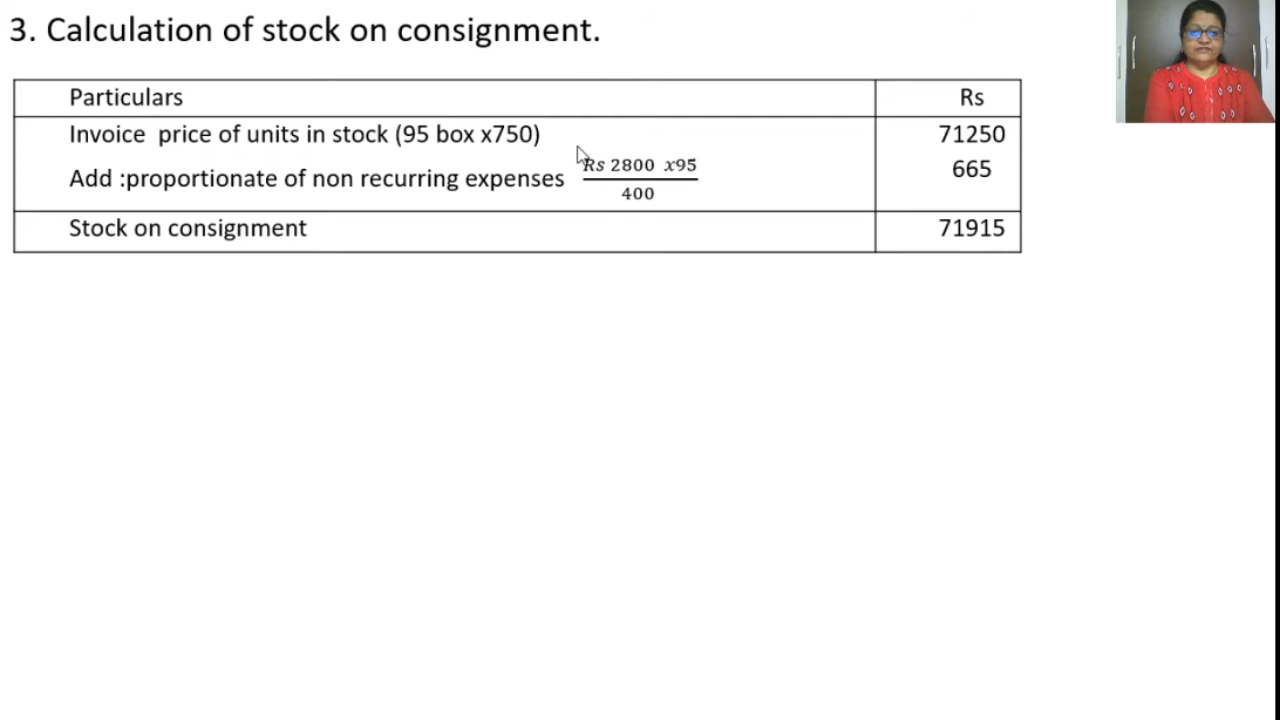 3. Calculation of stock on consignment.
Particulars Rs
Invoice price of units in stock (95 box x750) 71250
Add :proportionate of non recurring expenses Rs 2800 x95 665
400
Stock on consignment 71915